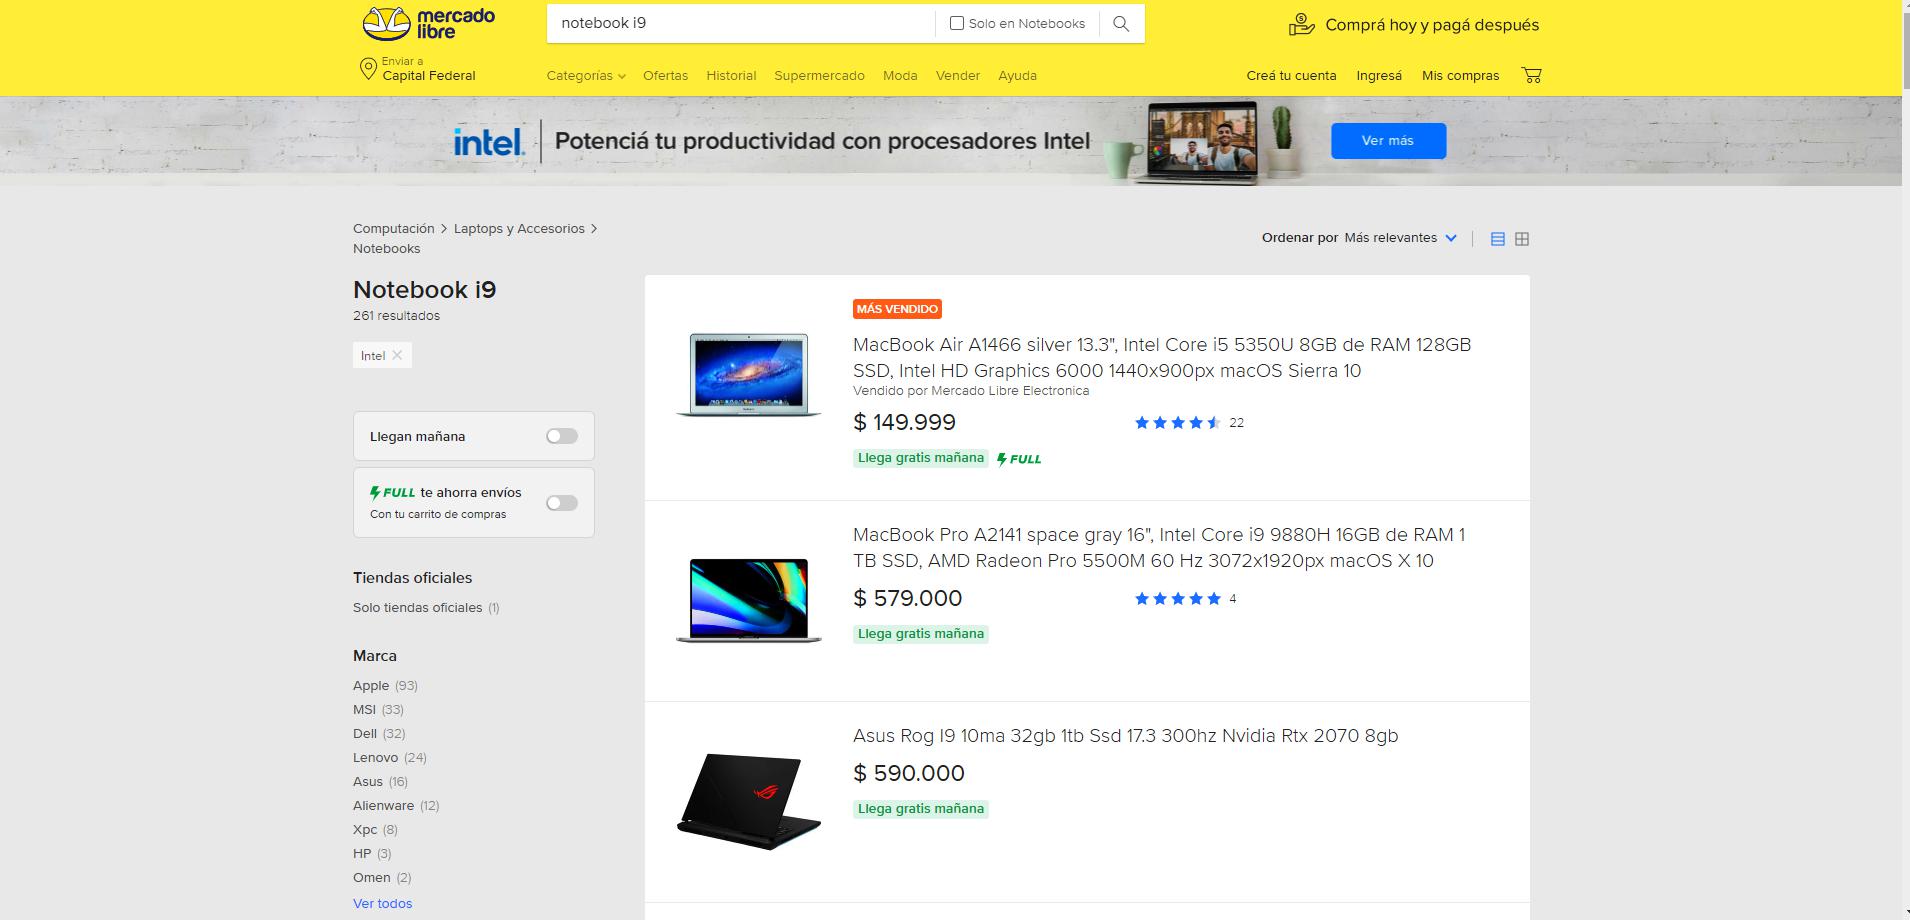 mercado
libre
notebook i9
Solo en Notebooks
Comprá hoy y pagá después
Enviar a
Capital Federal
Categorías
Ofertas
Historial
Supermercado
Moda
Vender
Ayuda
Creá tu cuenta
Ingresá
Mis compras
intel.
Potenciá tu productividad con procesadores Intel
Ver más
Computación > Laptops y Accesorios >
Notebooks
Ordenar por Más relevantes
Notebook i9
261 resultados
Intel X
Llegan mañana
FULL te ahorra envíos
Con tu carrito de compras
Tiendas oficiales
Solo tiendas oficiales (1)
Marca
Apple (93)
MSI (33)
Dell (32)
Lenovo (24)
Asus (16)
Alienware (12)
Xpc (8)
HP (3)
Omen (2)
Ver todos
MÁS VENDIDO
MacBook Air A1466 silver 13.3", Intel Core i5 5350U 8GB de RAM 128GB
SSD, Intel HD Graphics 6000 1440x900px macOS Sierra 10
Vendido por Mercado Libre Electronica
$ 149.999
22
Llega gratis mañana FULL
MacBook Pro A2141 space gray 16", Intel Core i9 9880H 16GB de RAM 1
TB SSD, AMD Radeon Pro 5500M 60 Hz 3072x1920px macOS X 10
$ 579.000
4
Llega gratis mañana
Asus Rog I9 10ma 32gb 1tb Ssd 17.3 300hz Nvidia Rtx 2070 8gb
$ 590.000
Llega gratis mañana